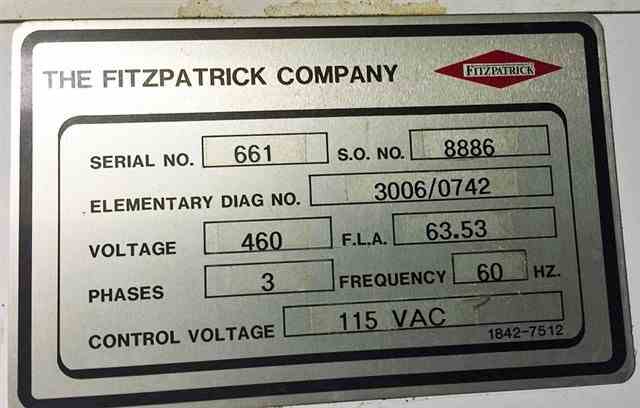 THE FITZPATRICK COMPANY FITZPATRICK
SERIAL NO. 661 S.O. NO. 8886
ELEMENTARY DIAG NO. 3006/0742
VOLTAGE 460 F.L.A. 63.53
PHASES 3 FREQUENCY 60 HZ.
CONTROL VOLTAGE 115 VAC
1842-7512